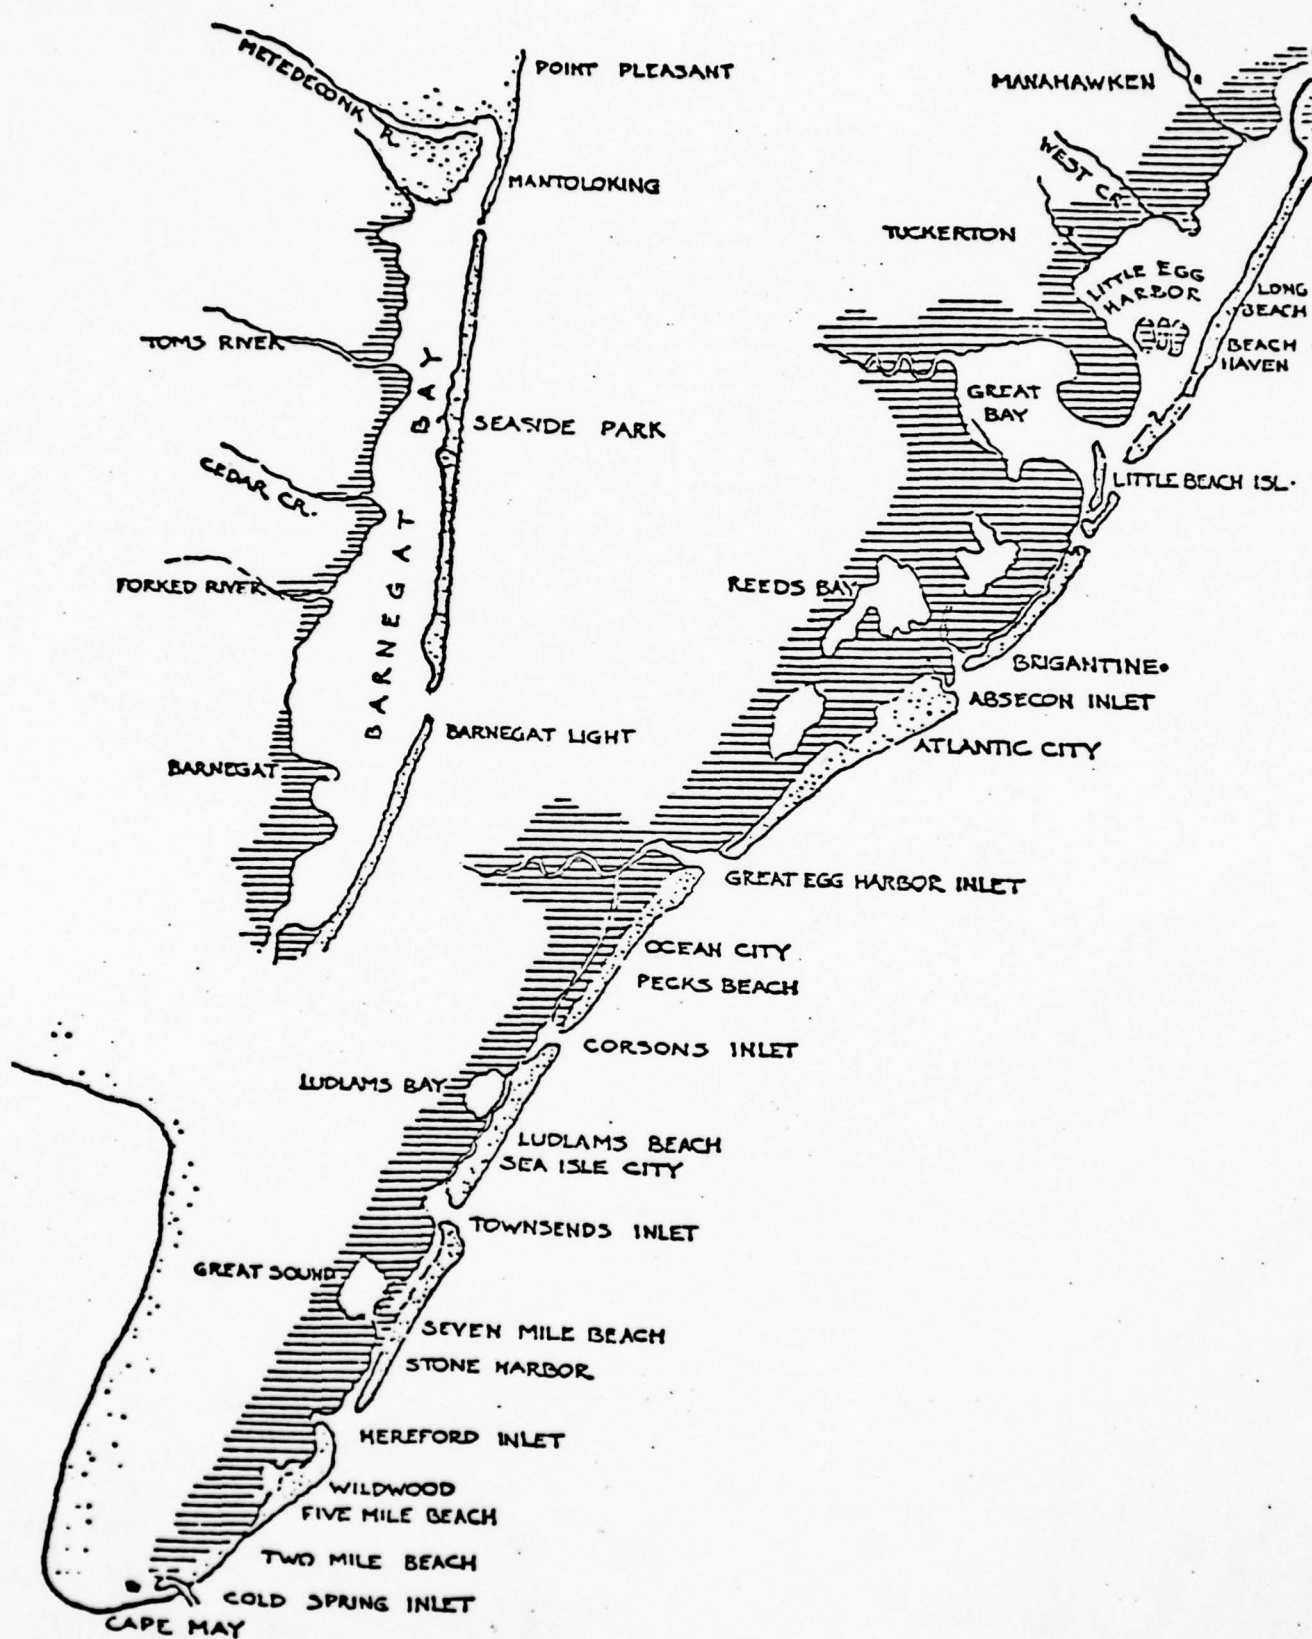 METEDECONK R.
POINT PLEASANT
MANTOLOKING
TOMS RIVER
BARNEGAT BAY
SEASIDE PARK
CEDAR CR.
FORKED RIVER
BARNEGAT LIGHT
BARNEGAT
MANAHAWKEN
WEST CR.
TUCKERTON
LITTLE EGG
HARBOR
LONG
BEACH
BEACH
HAVEN
GREAT
BAY
LITTLE BEACH ISL.
REEDS BAY
BRIGANTINE
ABSECON INLET
ATLANTIC CITY
GREAT EGG HARBOR INLET
OCEAN CITY
PECKS BEACH
CORSONS INLET
LUDLAMS BAY
LUDLAMS BEACH
SEA ISLE CITY
TOWNSENDS INLET
GREAT SOUND
SEVEN MILE BEACH
STONE HARBOR
HEREFORD INLET
WILDWOOD
FIVE MILE BEACH
TWO MILE BEACH
COLD SPRING INLET
CAPE MAY